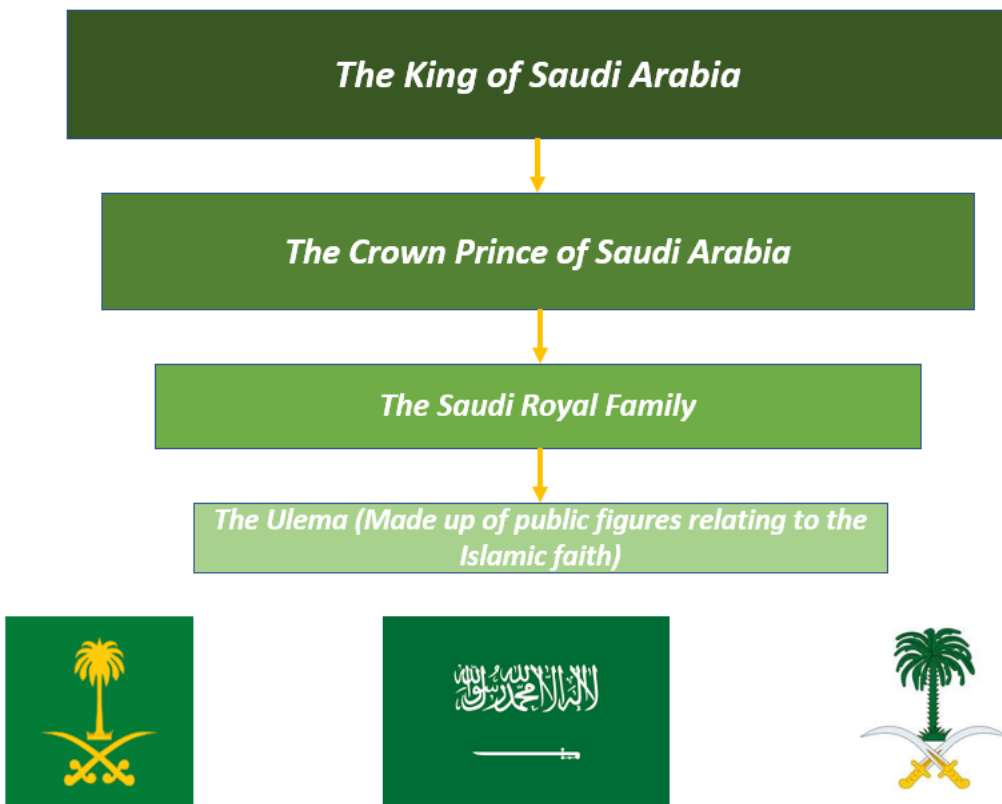 The King of Saudi Arabia
The Crown Prince of Saudi Arabia
The Saudi Royal Family
The Ulema (Made up of public figures relating to the
Islamic faith)
لا إله إلا الله محمد رسول الله